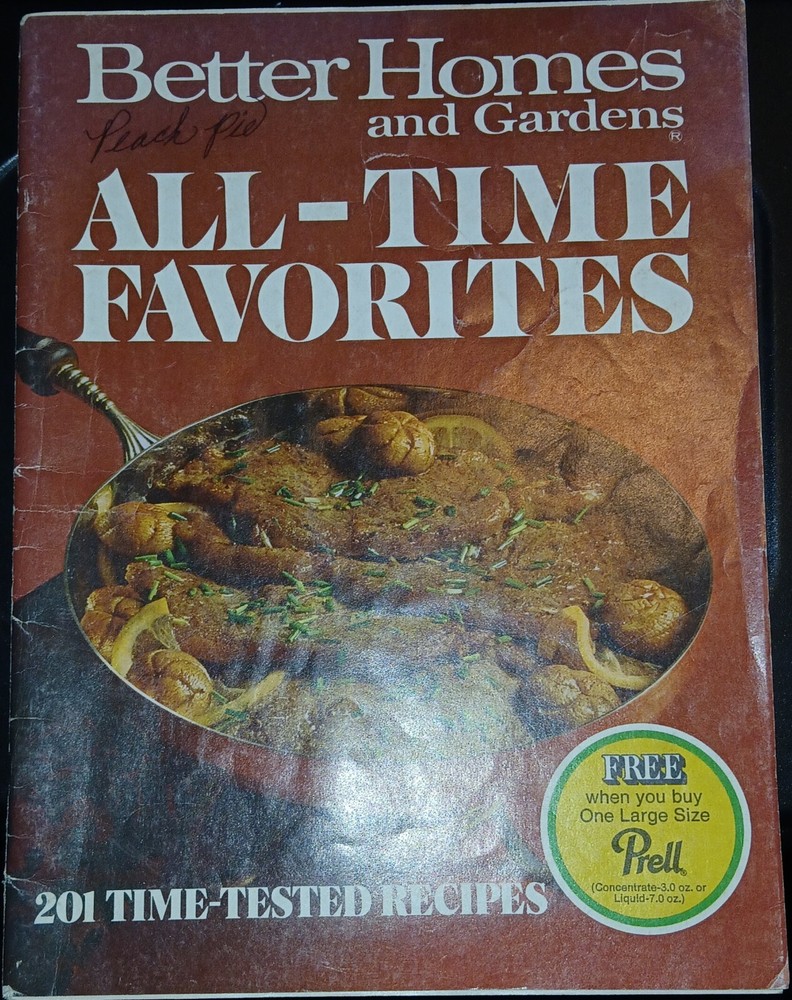 Better Homes
and Gardens®
Peach Pie
ALL-TIME
FAVORITES
FREE
when you buy
One Large Size
Prell®
(Concentrate-3.0 oz. or
Liquid-7.0 oz.)
201 TIME-TESTED RECIPES